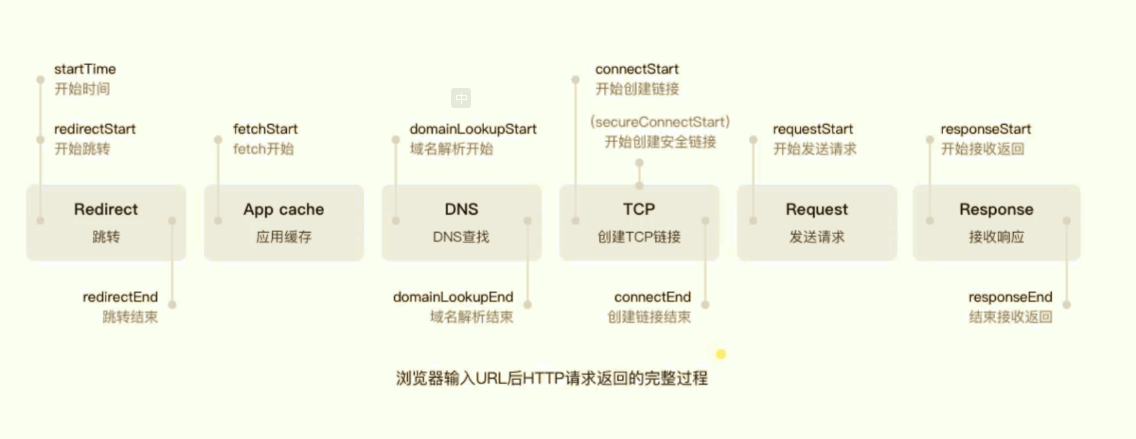 startTime
开始时间
redirectStart
开始跳转
fetchStart
fetch开始
中
domainLookupStart
域名解析开始
connectStart
开始创建链接
(secureConnectStart)
开始创建安全链接
requestStart
开始发送请求
responseStart
开始接收返回
Redirect
跳转
App cache
应用缓存
DNS
DNS查找
TCP
创建TCP链接
Request
发送请求
Response
接收响应
redirectEnd
跳转结束
domainLookupEnd
域名解析结束
connectEnd
创建链接结束
responseEnd
结束接收返回
浏览器输入URL后HTTP请求返回的完整过程